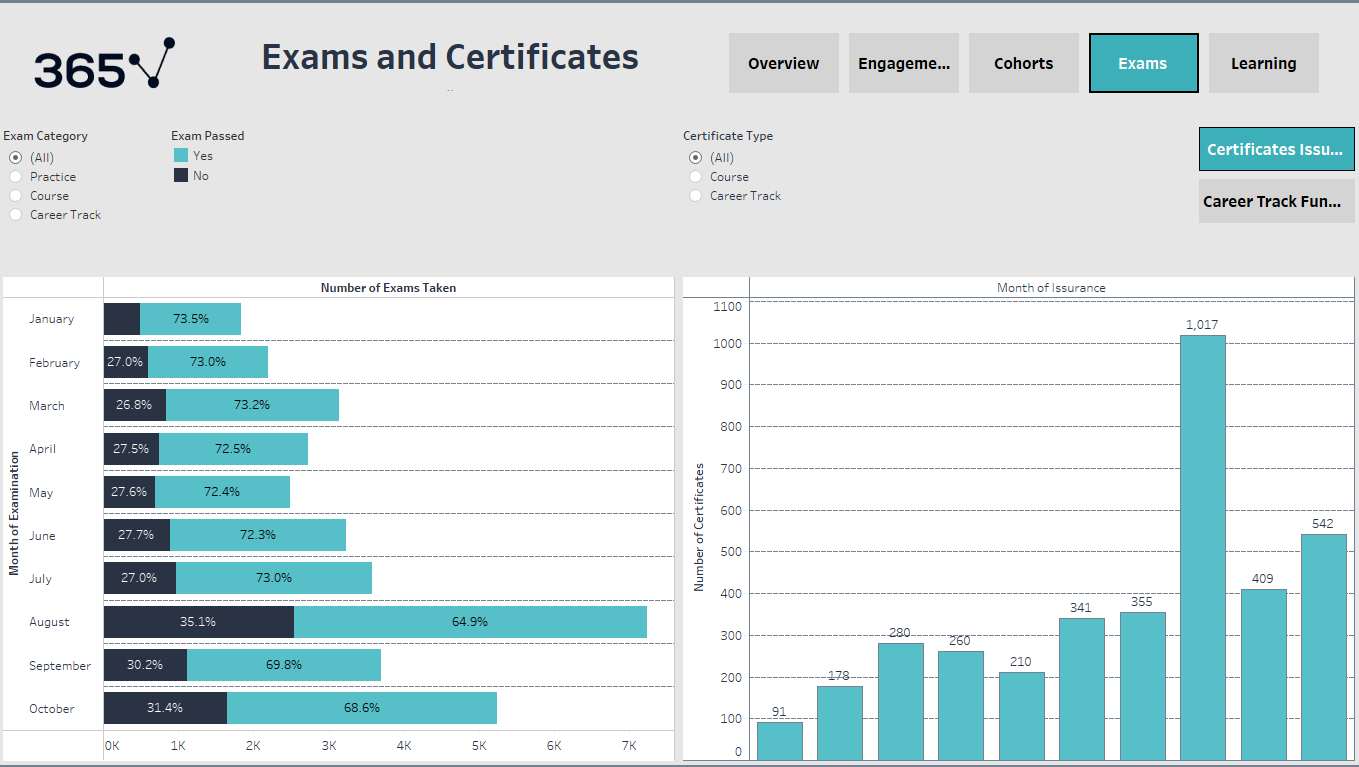 365
Exams and Certificates
Overview
Engageme...
Cohorts
Exams
Learning
Exam Category
(All)
Practice
Course
Career Track
Exam Passed
Yes
No
Certificate Type
(All)
Course
Career Track
Certificates Issu...
Career Track Fun...
Number of Exams Taken
Month of Examination
January
73.5%
February
27.0%
73.0%
March
26.8%
73.2%
April
27.5%
72.5%
May
27.6%
72.4%
June
27.7%
72.3%
July
27.0%
73.0%
August
35.1%
64.9%
September
30.2%
69.8%
October
31.4%
68.6%
0K
1K
2K
3K
4K
5K
6K
7K
Month of Issurance
Number of Certificates
1100
1000
900
800
700
600
500
400
300
200
100
0
91
178
280
260
210
341
355
1,017
409
542